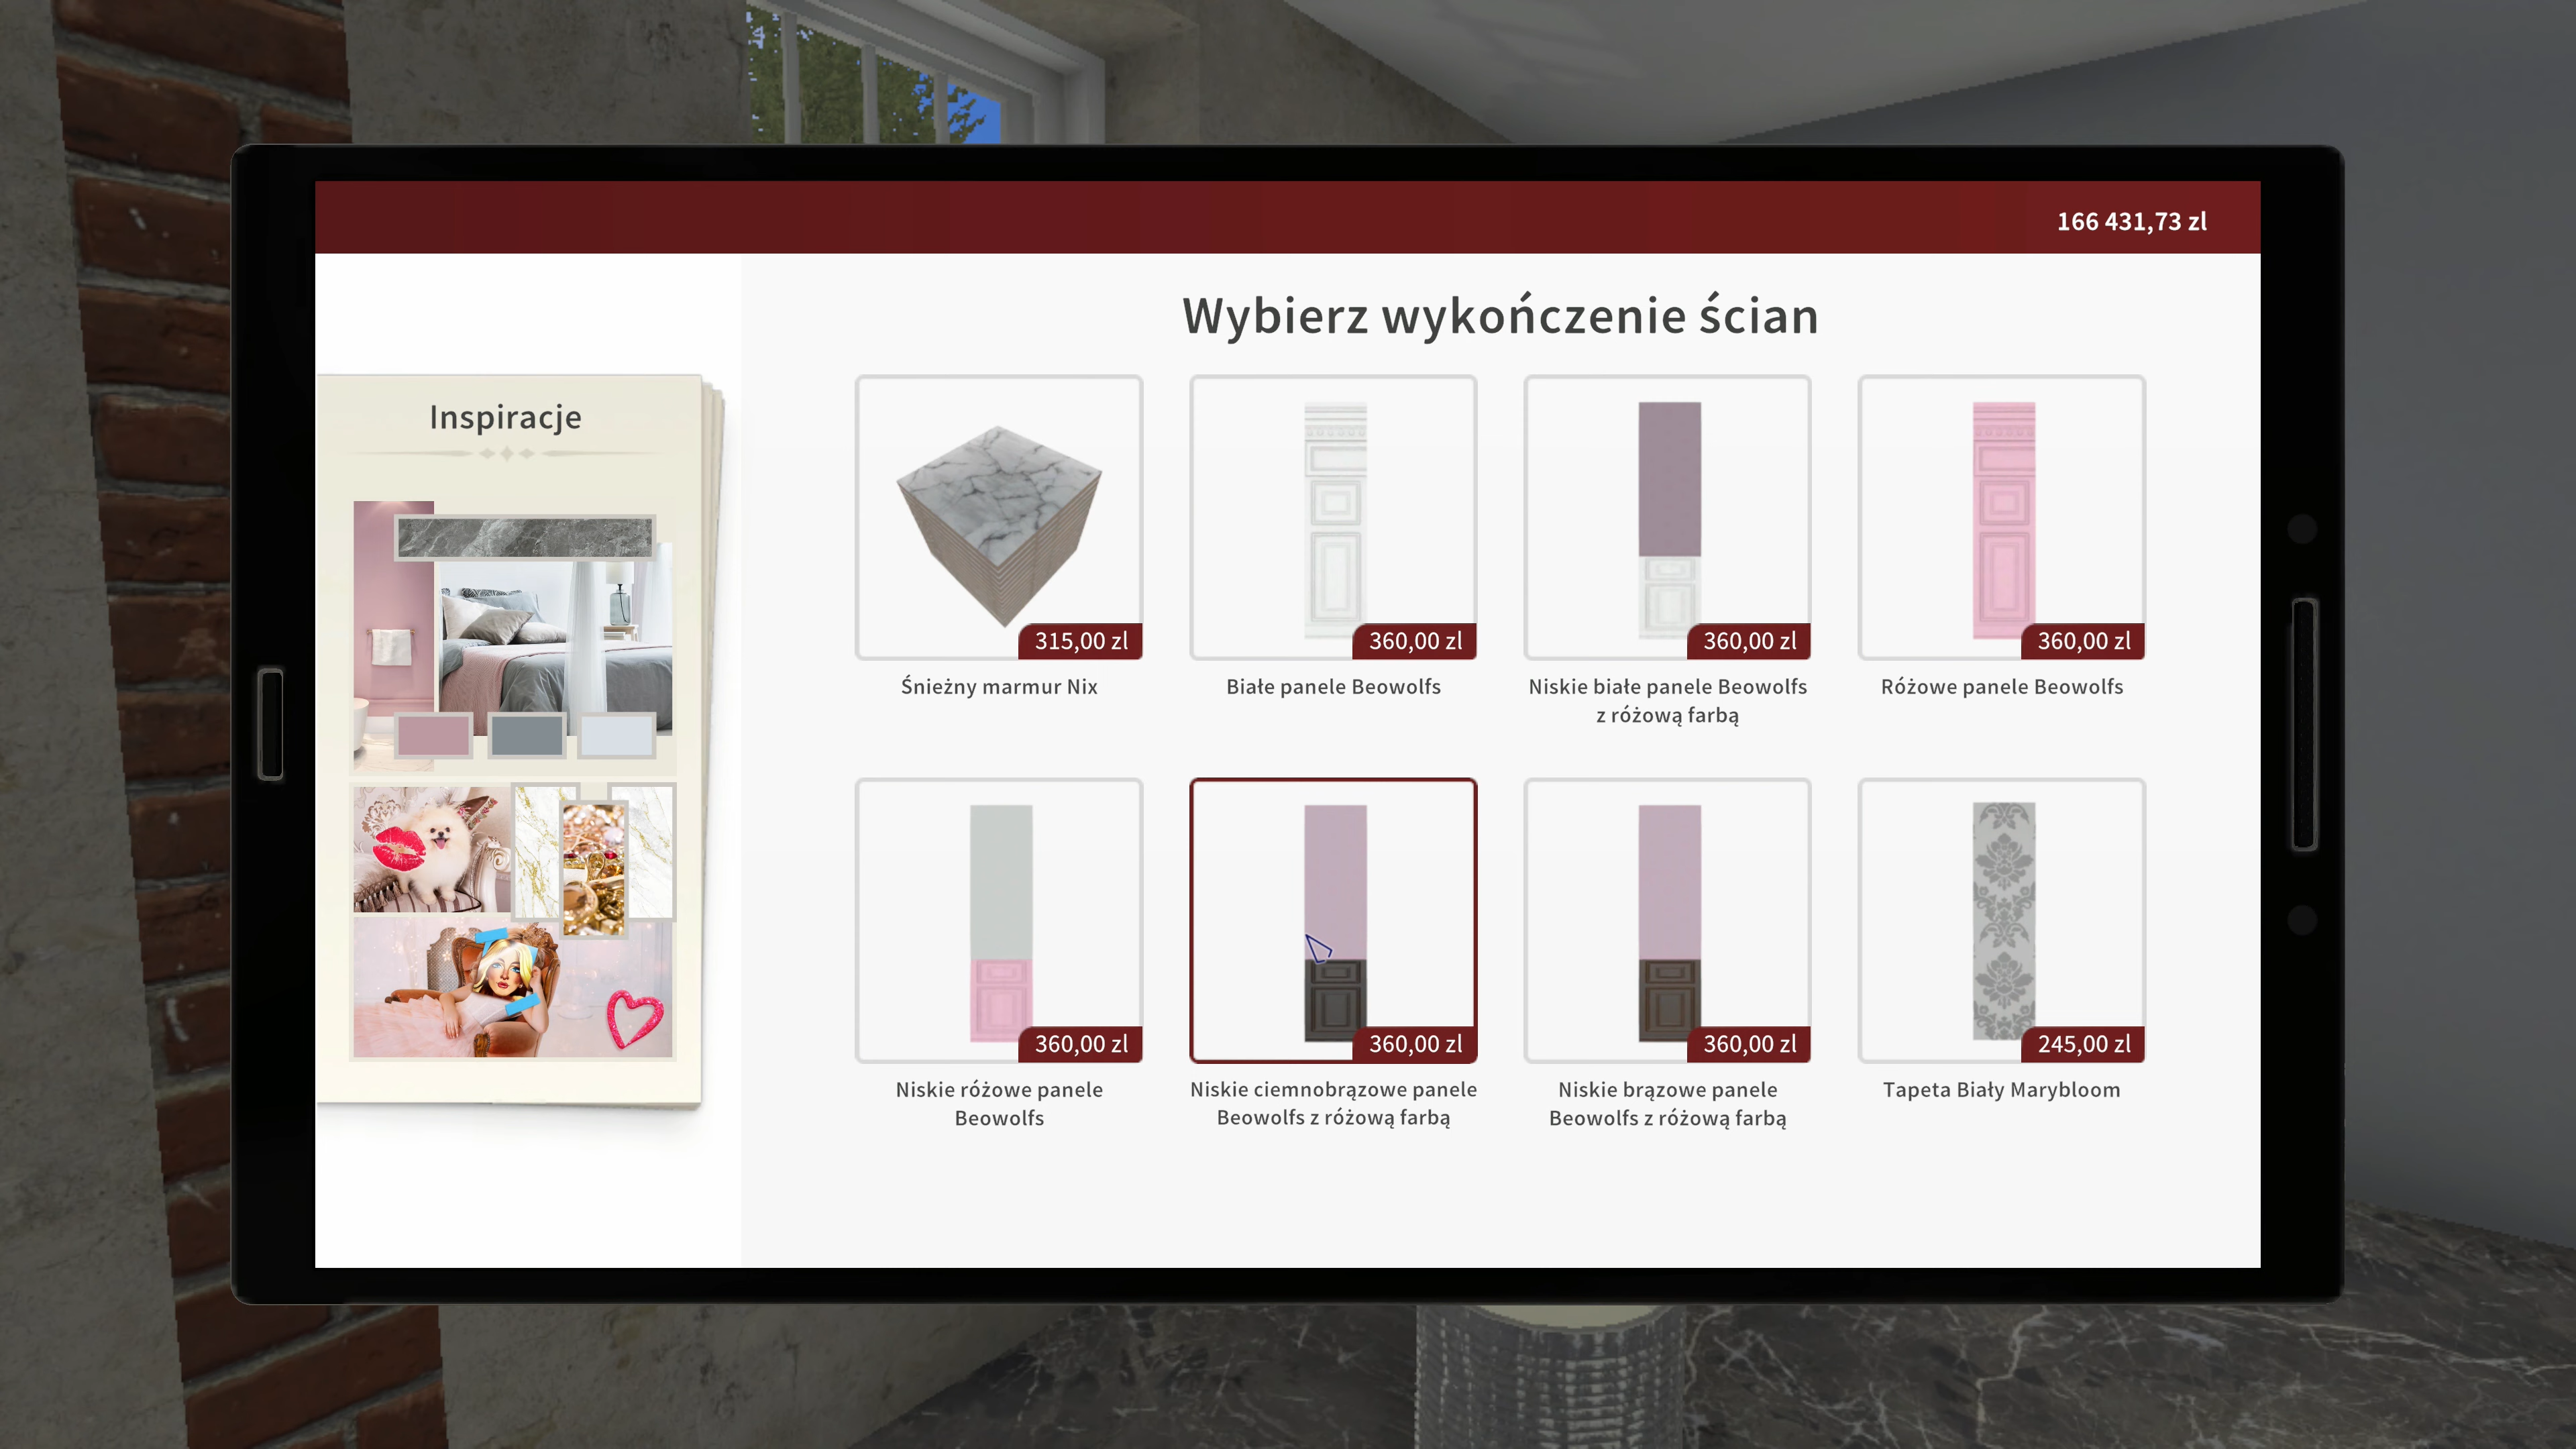 166 431,73 zl
Wybierz wykończenie ścian
Inspiracje
315,00 zl
360,00 zl
360,00 zl
360,00 zl
Śnieżny marmur Nix
Białe panele Beowolfs
Niskie białe panele Beowolfs
z różową farbą
Różowe panele Beowolfs
360,00 zl
360,00 zl
360,00 zl
245,00 zl
Niskie różowe panele
Beowolfs
Niskie ciemnobrązowe panele
Beowolfs z różową farbą
Niskie brązowe panele
Beowolfs z różową farbą
Tapeta Biały Marybloom